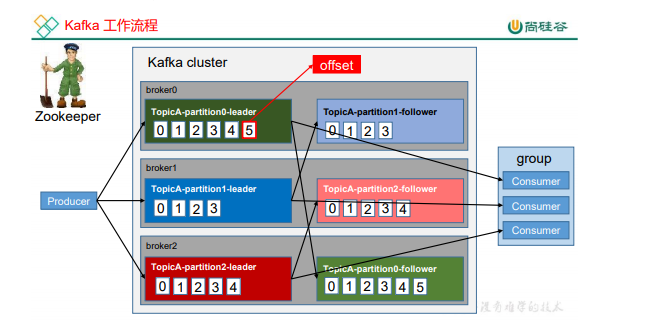 Kafka 工作流程
尚硅谷
Zookeeper
Kafka cluster
offset
broker0
TopicA-partition0-leader
0 1 2 3 4 5
TopicA-partition1-follower
0 1 2 3
broker1
TopicA-partition1-leader
0 1 2 3
TopicA-partition2-follower
0 1 2 3 4
broker2
TopicA-partition2-leader
0 1 2 3 4
TopicA-partition0-follower
0 1 2 3 4 5
Producer
group
Consumer
Consumer
Consumer
没有难学的技术